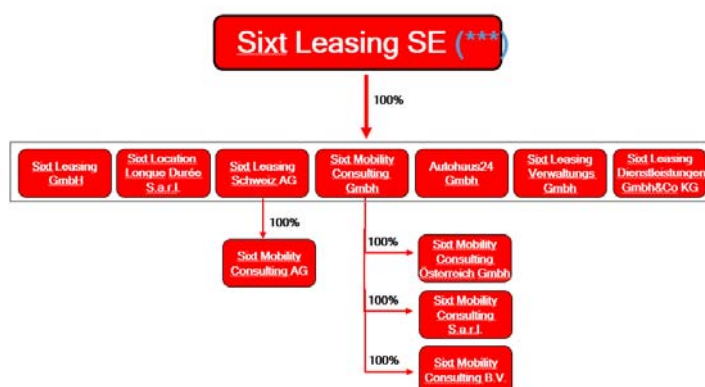 Sixt Leasing SE (***)
100%
Sixt Leasing
GmbH
Sixt Location
Longue Durée
S.a.r.l.
Sixt Leasing
Schweiz AG
Sixt Mobility
Consulting
Gmbh
Autohaus24
Gmbh
Sixt Leasing
Verwaltungs
Gmbh
Sixt Leasing
Dienstleistungen
Gmbh&Co KG
100%
Sixt Mobility
Consulting AG
100%
Sixt Mobility
Consulting
Österreich Gmbh
100%
Sixt Mobility
Consulting
S.a.r.l.
100%
Sixt Mobility
Consulting B.V.